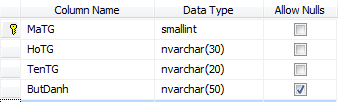 Column Name Data Type Allow Nulls
MaTG smallint
HoTG nvarchar(30)
TenTG nvarchar(20)
ButDanh nvarchar(50)